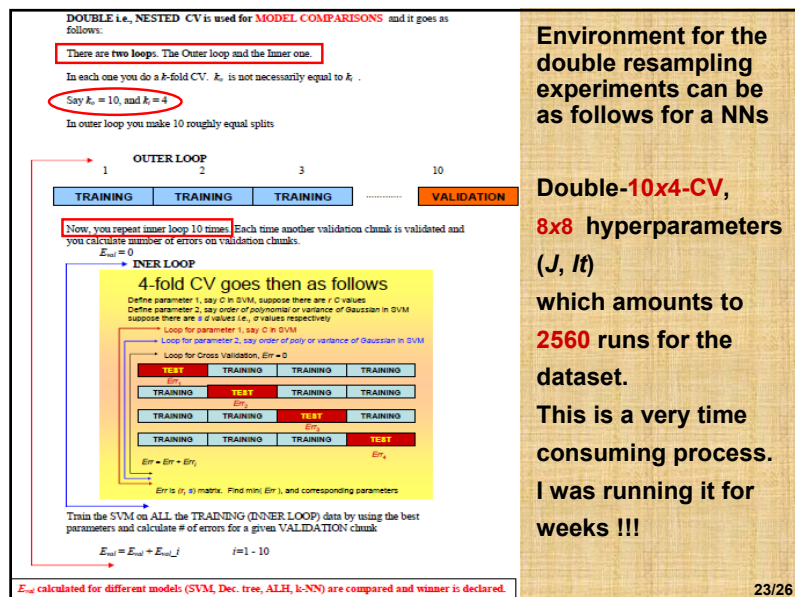 DOUBLE i.e., NESTED CV is used for MODEL COMPARISONS and it goes as
follows:
There are two loops. The Outer loop and the Inner one.
In each one you do a k-fold CV. ko is not necessarily equal to ki .
Say ko = 10, and ki = 4
In outer loop you make 10 roughly equal splits
OUTER LOOP
1 2 3 10
TRAINING TRAINING TRAINING ............ VALIDATION
Now, you repeat inner loop 10 times. Each time another validation chunk is validated and
you calculate number of errors on validation chunks.
Eval = 0
INER LOOP
4-fold CV goes then as follows
Define parameter 1, say C in SVM, suppose there are r C values
Define parameter 2, say order of polynomial or variance of Gaussian in SVM
suppose there are s d values i.e., σ values respectively
Loop for parameter 1, say C in SVM
Loop for parameter 2, say order of poly or variance of Gaussian in SVM
Loop for Cross Validation, Err = 0
TEST TRAINING TRAINING TRAINING
Err1
TRAINING TEST TRAINING TRAINING
Err2
TRAINING TRAINING TEST TRAINING
Err3
TRAINING TRAINING TRAINING TEST
Err4
Err = Err + Erri
Err is (r, s) matrix. Find min( Err ), and corresponding parameters
Train the SVM on ALL the TRAINING (INNER LOOP) data by using the best
parameters and calculate # of errors for a given VALIDATION chunk
Eval = Eval + Eval_i i=1 - 10
Eval calculated for different models (SVM, Dec. tree, ALH, k-NN) are compared and winner is declared.
Environment for the
double resampling
experiments can be
as follows for a NNs
Double-10x4-CV,
8x8 hyperparameters
(J, It)
which amounts to
2560 runs for the
dataset.
This is a very time
consuming process.
I was running it for
weeks !!!
23/26